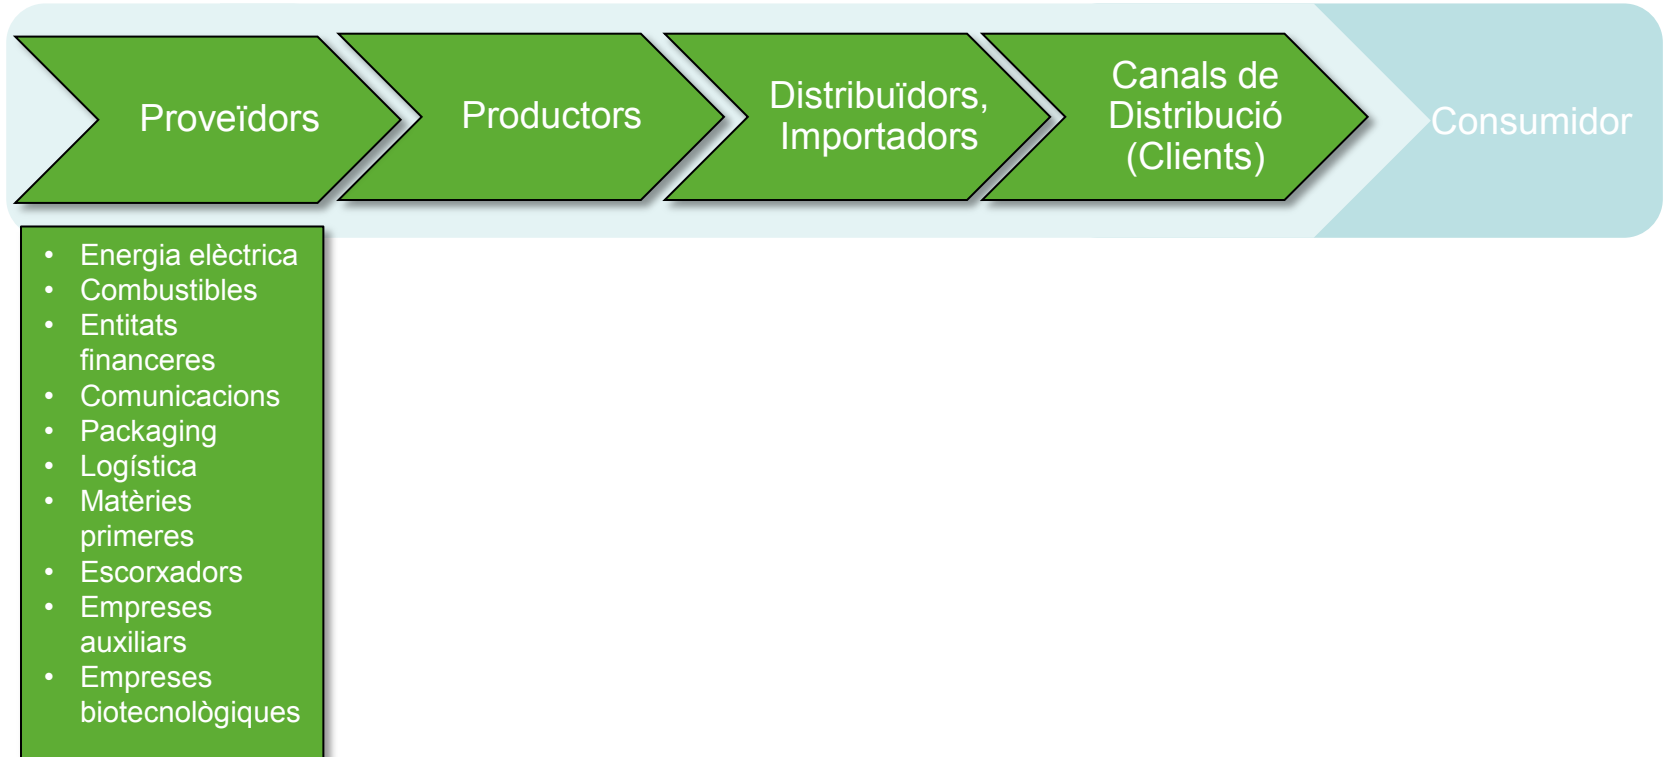 Proveïdors
Productors
Distribuïdors,
Importadors
Canals de
Distribució
(Clients)
Consumidor
• Energia elèctrica
• Combustibles
• Entitats
financeres
• Comunicacions
• Packaging
• Logística
• Matèries
primeres
• Escorxadors
• Empreses
auxiliars
• Empreses
biotecnològiques